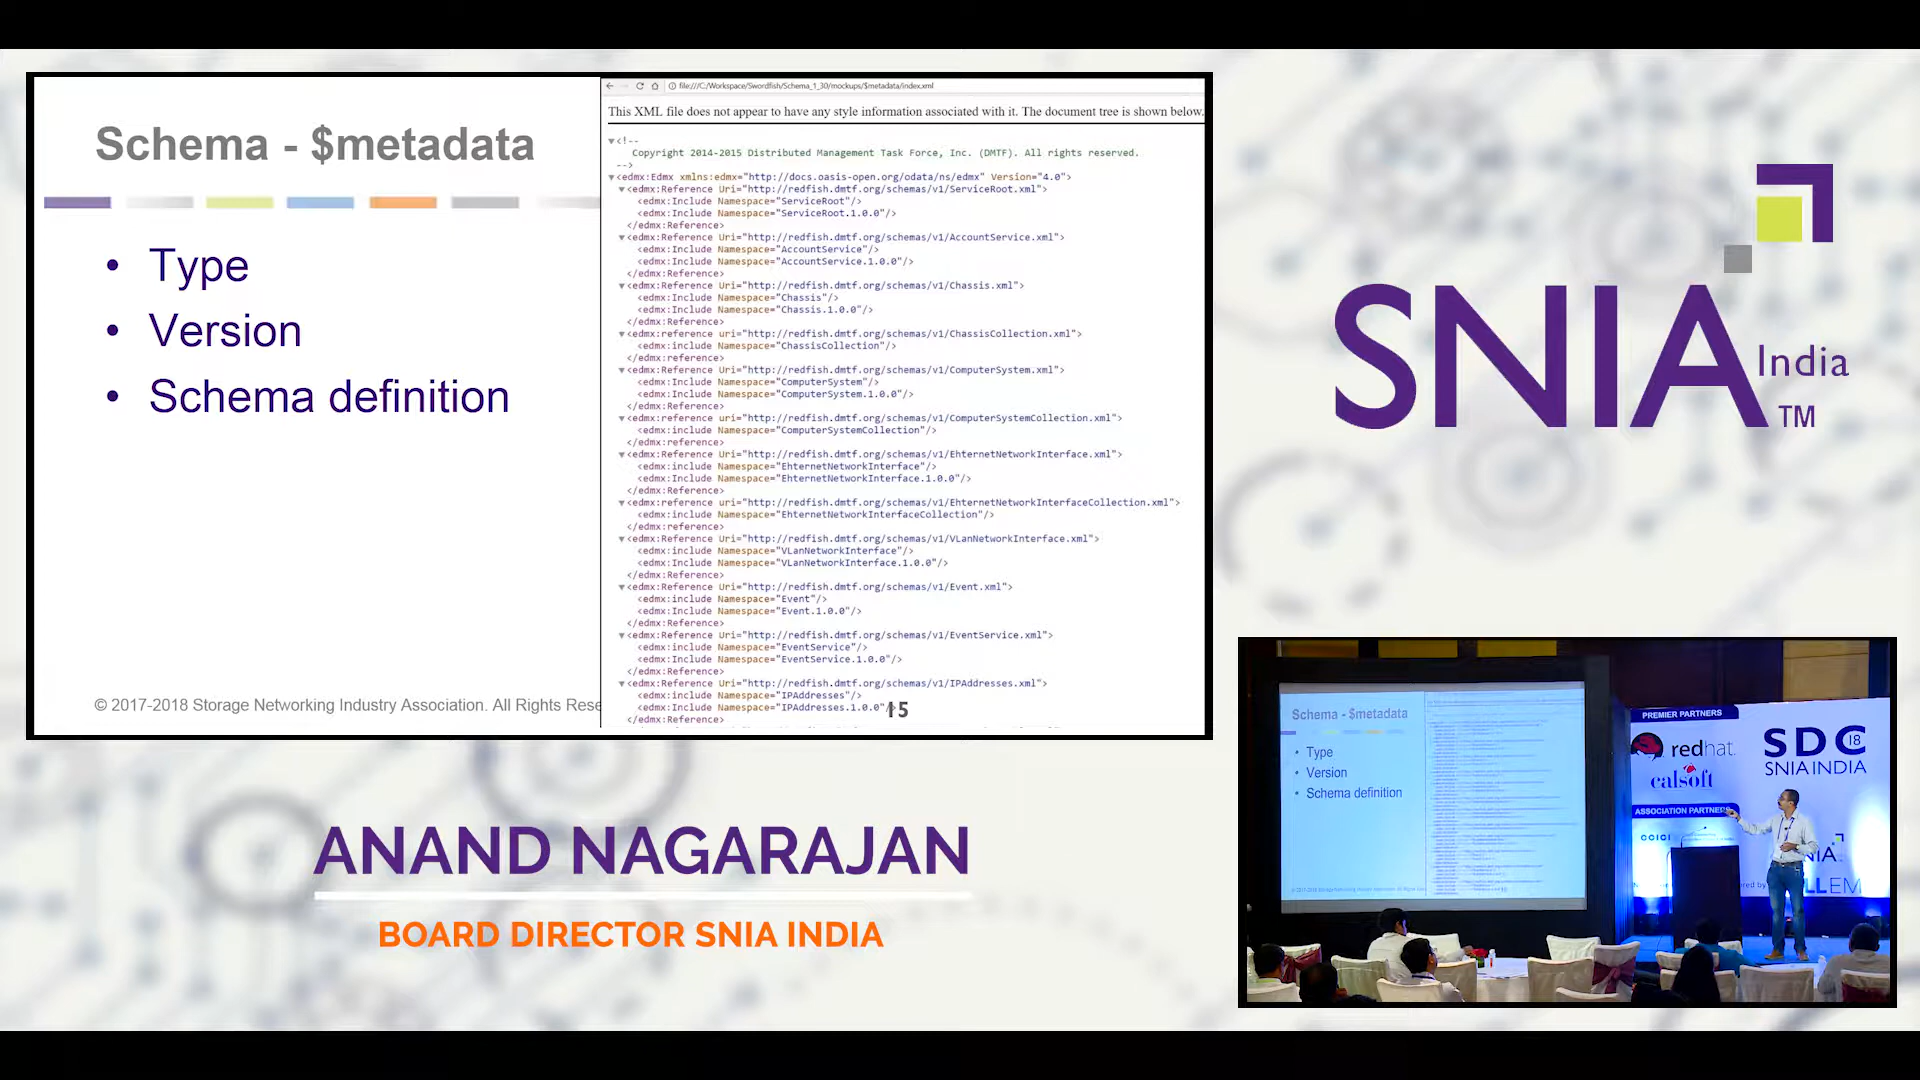 Schema - $metadata
• Type
• Version
• Schema definition
© 2017-2018 Storage Networking Industry Association. All Rights Rese
file:///C:/Workspace/Swordfish/Schema_1_30/mockups/$metadata/index.xml
This XML file does not appear to have any style information associated with it. The document tree is shown below.
▼<!--
Copyright 2014-2015 Distributed Management Task Force, Inc. (DMTF). All rights reserved.
-->
▼<edmx:Edmx xmlns:edmx="http://docs.oasis-open.org/odata/ns/edmx" Version="4.0">
▼<edmx:Reference Uri="http://redfish.dmtf.org/schemas/v1/ServiceRoot.xml">
<edmx:Include Namespace="ServiceRoot"/>
<edmx:Include Namespace="ServiceRoot.1.0.0"/>
</edmx:Reference>
▼<edmx:Reference Uri="http://redfish.dmtf.org/schemas/v1/AccountService.xml">
<edmx:Include Namespace="AccountService"/>
<edmx:Include Namespace="AccountService.1.0.0"/>
</edmx:Reference>
▼<edmx:Reference Uri="http://redfish.dmtf.org/schemas/v1/Chassis.xml">
<edmx:Include Namespace="Chassis"/>
<edmx:Include Namespace="Chassis.1.0.0"/>
</edmx:Reference>
▼<edmx:reference uri="http://redfish.dmtf.org/schemas/v1/ChassisCollection.xml">
<edmx:include Namespace="ChassisCollection"/>
</edmx:reference>
▼<edmx:Reference Uri="http://redfish.dmtf.org/schemas/v1/ComputerSystem.xml">
<edmx:Include Namespace="ComputerSystem"/>
<edmx:Include Namespace="ComputerSystem.1.0.0"/>
</edmx:Reference>
▼<edmx:reference uri="http://redfish.dmtf.org/schemas/v1/ComputerSystemCollection.xml">
<edmx:include Namespace="ComputerSystemCollection"/>
</edmx:reference>
▼<edmx:Reference Uri="http://redfish.dmtf.org/schemas/v1/EhternetNetworkInterface.xml">
<edmx:include Namespace="EhternetNetworkInterface"/>
<edmx:Include Namespace="EhternetNetworkInterface.1.0.0"/>
</edmx:Reference>
▼<edmx:reference uri="http://redfish.dmtf.org/schemas/v1/EhternetNetworkInterfaceCollection.xml">
<edmx:include Namespace="EhternetNetworkInterfaceCollection"/>
</edmx:reference>
▼<edmx:Reference Uri="http://redfish.dmtf.org/schemas/v1/VLanNetworkInterface.xml">
<edmx:include Namespace="VLanNetworkInterface"/>
<edmx:include Namespace="VLanNetworkInterface.1.0.0"/>
</edmx:Reference>
▼<edmx:Reference Uri="http://redfish.dmtf.org/schemas/v1/Event.xml">
<edmx:include Namespace="Event"/>
<edmx:Include Namespace="Event.1.0.0"/>
</edmx:Reference>
▼<edmx:Reference Uri="http://redfish.dmtf.org/schemas/v1/EventService.xml">
<edmx:include Namespace="EventService"/>
<edmx:Include Namespace="EventService.1.0.0"/>
</edmx:Reference>
▼<edmx:Reference Uri="http://redfish.dmtf.org/schemas/v1/IPAddresses.xml">
<edmx:include Namespace="IPAddresses"/>
<edmx:Include Namespace="IPAddresses.1.0.0"/>
</edmx:Reference>
15
SNIA India
TM
ANAND NAGARAJAN
BOARD DIRECTOR SNIA INDIA
Schema - $metadata
• Type
• Version
• Schema definition
PREMIER PARTNERS
redhat.
calsoft
SDC 18
SNIA INDIA
ASSOCIATION PARTNERS
CCICI